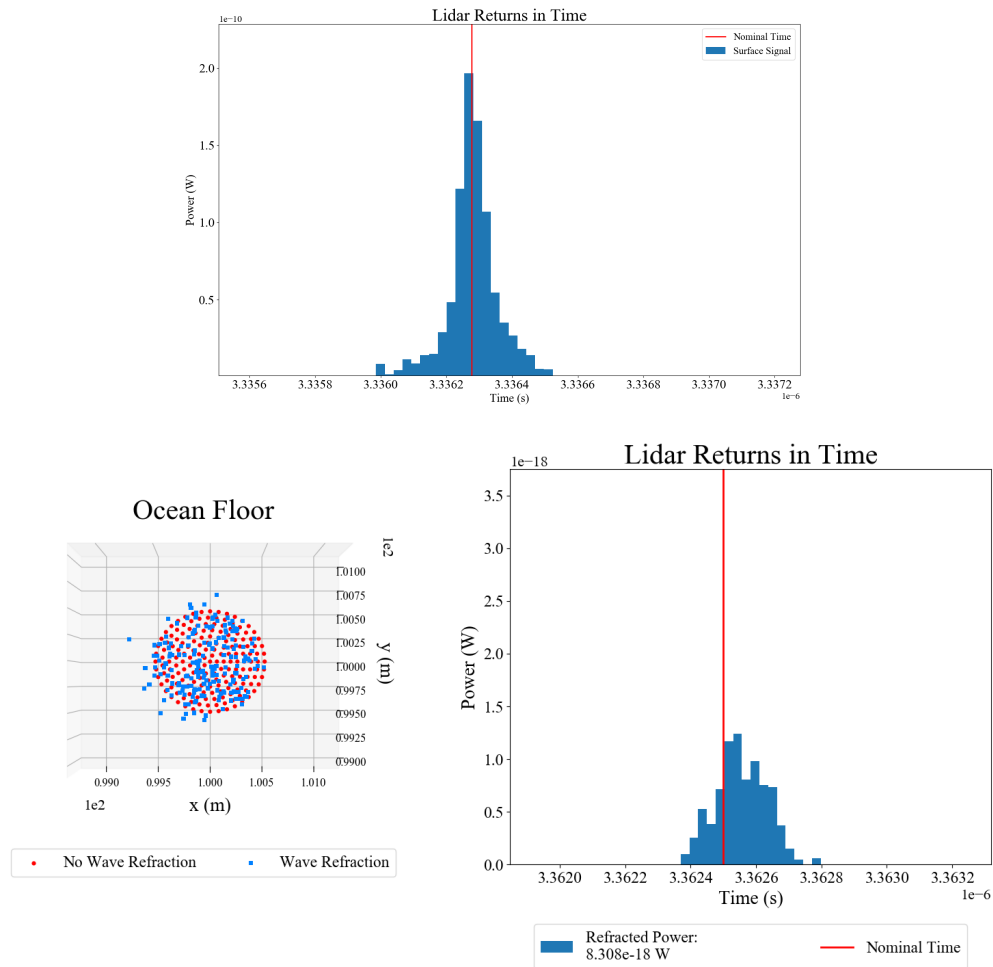 Lidar Returns in Time
1e−10
Nominal Time
Surface Signal
2.0
1.5
1.0
0.5
Power (W)
3.3356 3.3358 3.3360 3.3362 3.3364 3.3366 3.3368 3.3370 3.3372
Time (s)
1e−6
Ocean Floor
1e2
1.0100
1.0075
1.0050
1.0025
1.0000
0.9975
0.9950
0.9925
0.9900
y (m)
0.990 0.995 1.000 1.005 1.010
1e2
x (m)
No Wave Refraction
Wave Refraction
Lidar Returns in Time
1e−18
3.5
3.0
2.5
2.0
1.5
1.0
0.5
0.0
Power (W)
3.3620 3.3622 3.3624 3.3626 3.3628 3.3630 3.3632
Time (s)
1e−6
Refracted Power:
8.308e-18 W
Nominal Time